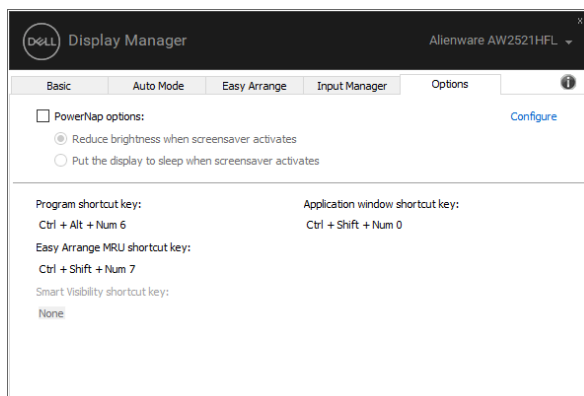 DELL Display Manager
Alienware AW2521HFL
x
Basic
Auto Mode
Easy Arrange
Input Manager
Options
i
PowerNap options:
Configure
Reduce brightness when screensaver activates
Put the display to sleep when screensaver activates
Program shortcut key:
Application window shortcut key:
Ctrl + Alt + Num 6
Ctrl + Shift + Num 0
Easy Arrange MRU shortcut key:
Ctrl + Shift + Num 7
Smart Visibility shortcut key:
None